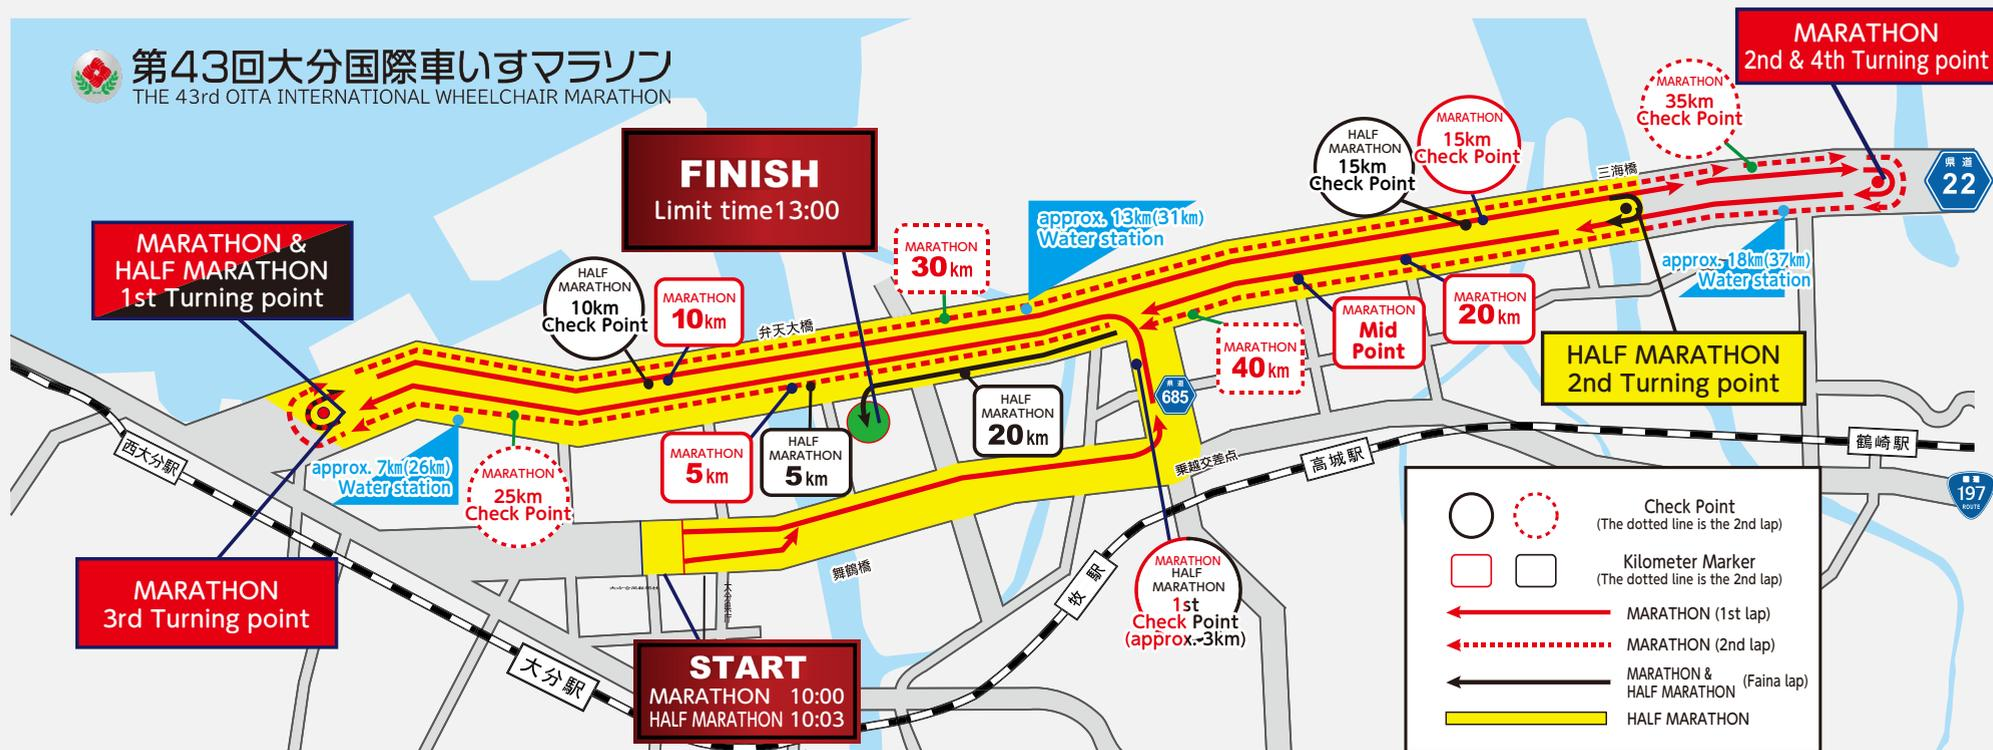 第43回大分国際車いすマラソン
THE 43rd OITA INTERNATIONAL WHEELCHAIR MARATHON
MARATHON
2nd & 4th Turning point
MARATHON
35km
Check Point
県道
22
三海橋
HALF
MARATHON
15km
Check Point
MARATHON
15km
Check Point
FINISH
Limit time13:00
approx. 13km(31km)
Water station
MARATHON
30km
MARATHON &
HALF MARATHON
1st Turning point
HALF
MARATHON
10km
Check Point
MARATHON
10km
弁天大橋
approx. 18km(37km)
Water station
MARATHON
20km
MARATHON
Mid
Point
MARATHON
40km
HALF MARATHON
2nd Turning point
県道
685
HALF
MARATHON
20km
MARATHON
5km
HALF
MARATHON
5km
approx. 7km(26km)
Water station
MARATHON
25km
Check Point
西大分駅
乗越交差点
高城駅
鶴崎駅
197
ROUTE
舞鶴橋
牧駅
MARATHON
HALF
MARATHON
1st
Check Point
(approx.-3km)
MARATHON
3rd Turning point
大分駅
START
MARATHON 10:00
HALF MARATHON 10:03
Check Point
(The dotted line is the 2nd lap)
Kilometer Marker
(The dotted line is the 2nd lap)
MARATHON (1st lap)
MARATHON (2nd lap)
MARATHON &
HALF MARATHON (Faina lap)
HALF MARATHON